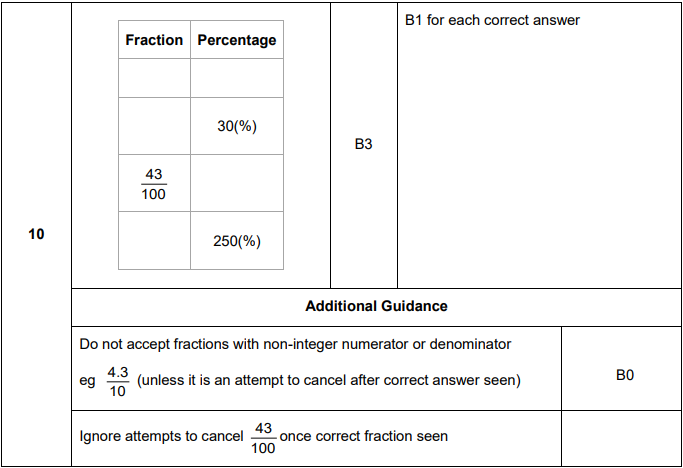 10
Fraction Percentage
30(%)
43
100
250(%)
B3
B1 for each correct answer
Additional Guidance
Do not accept fractions with non-integer numerator or denominator
eg 4.3/10 (unless it is an attempt to cancel after correct answer seen)
B0
Ignore attempts to cancel 43/100 once correct fraction seen